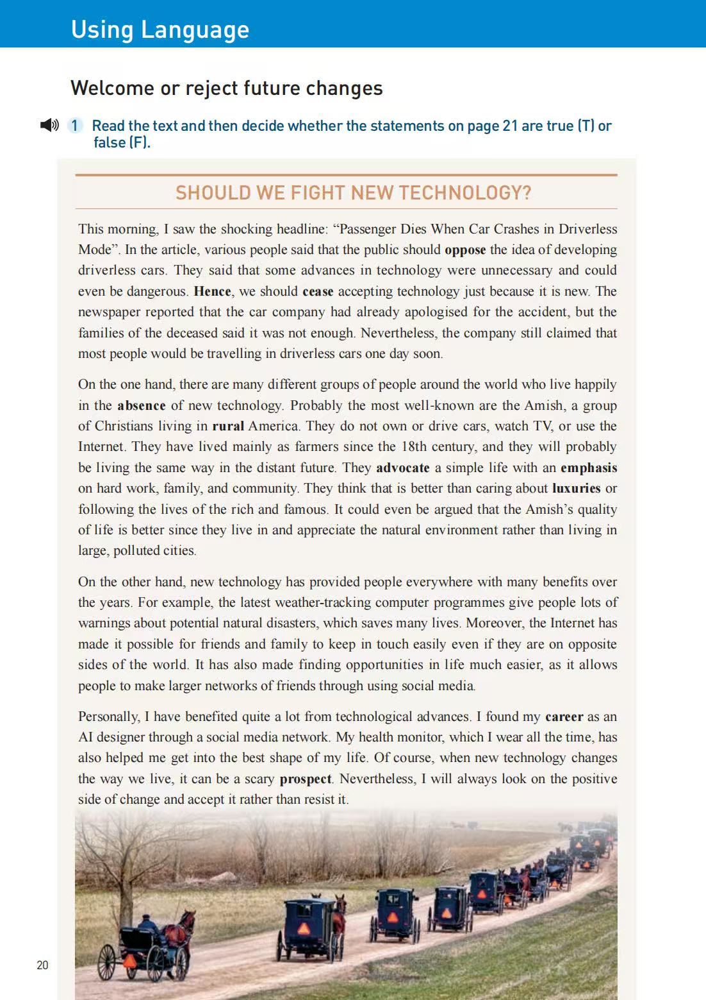 Using Language
Welcome or reject future changes
1 Read the text and then decide whether the statements on page 21 are true (T) or
false (F).
SHOULD WE FIGHT NEW TECHNOLOGY?
This morning, I saw the shocking headline: “Passenger Dies When Car Crashes in Driverless
Mode”. In the article, various people said that the public should oppose the idea of developing
driverless cars. They said that some advances in technology were unnecessary and could
even be dangerous. Hence, we should cease accepting technology just because it is new. The
newspaper reported that the car company had already apologised for the accident, but the
families of the deceased said it was not enough. Nevertheless, the company still claimed that
most people would be travelling in driverless cars one day soon.
On the one hand, there are many different groups of people around the world who live happily
in the absence of new technology. Probably the most well-known are the Amish, a group
of Christians living in rural America. They do not own or drive cars, watch TV, or use the
Internet. They have lived mainly as farmers since the 18th century, and they will probably
be living the same way in the distant future. They advocate a simple life with an emphasis
on hard work, family, and community. They think that is better than caring about luxuries or
following the lives of the rich and famous. It could even be argued that the Amish’s quality
of life is better since they live in and appreciate the natural environment rather than living in
large, polluted cities.
On the other hand, new technology has provided people everywhere with many benefits over
the years. For example, the latest weather-tracking computer programmes give people lots of
warnings about potential natural disasters, which saves many lives. Moreover, the Internet has
made it possible for friends and family to keep in touch easily even if they are on opposite
sides of the world. It has also made finding opportunities in life much easier, as it allows
people to make larger networks of friends through using social media.
Personally, I have benefited quite a lot from technological advances. I found my career as an
AI designer through a social media network. My health monitor, which I wear all the time, has
also helped me get into the best shape of my life. Of course, when new technology changes
the way we live, it can be a scary prospect. Nevertheless, I will always look on the positive
side of change and accept it rather than resist it.
20